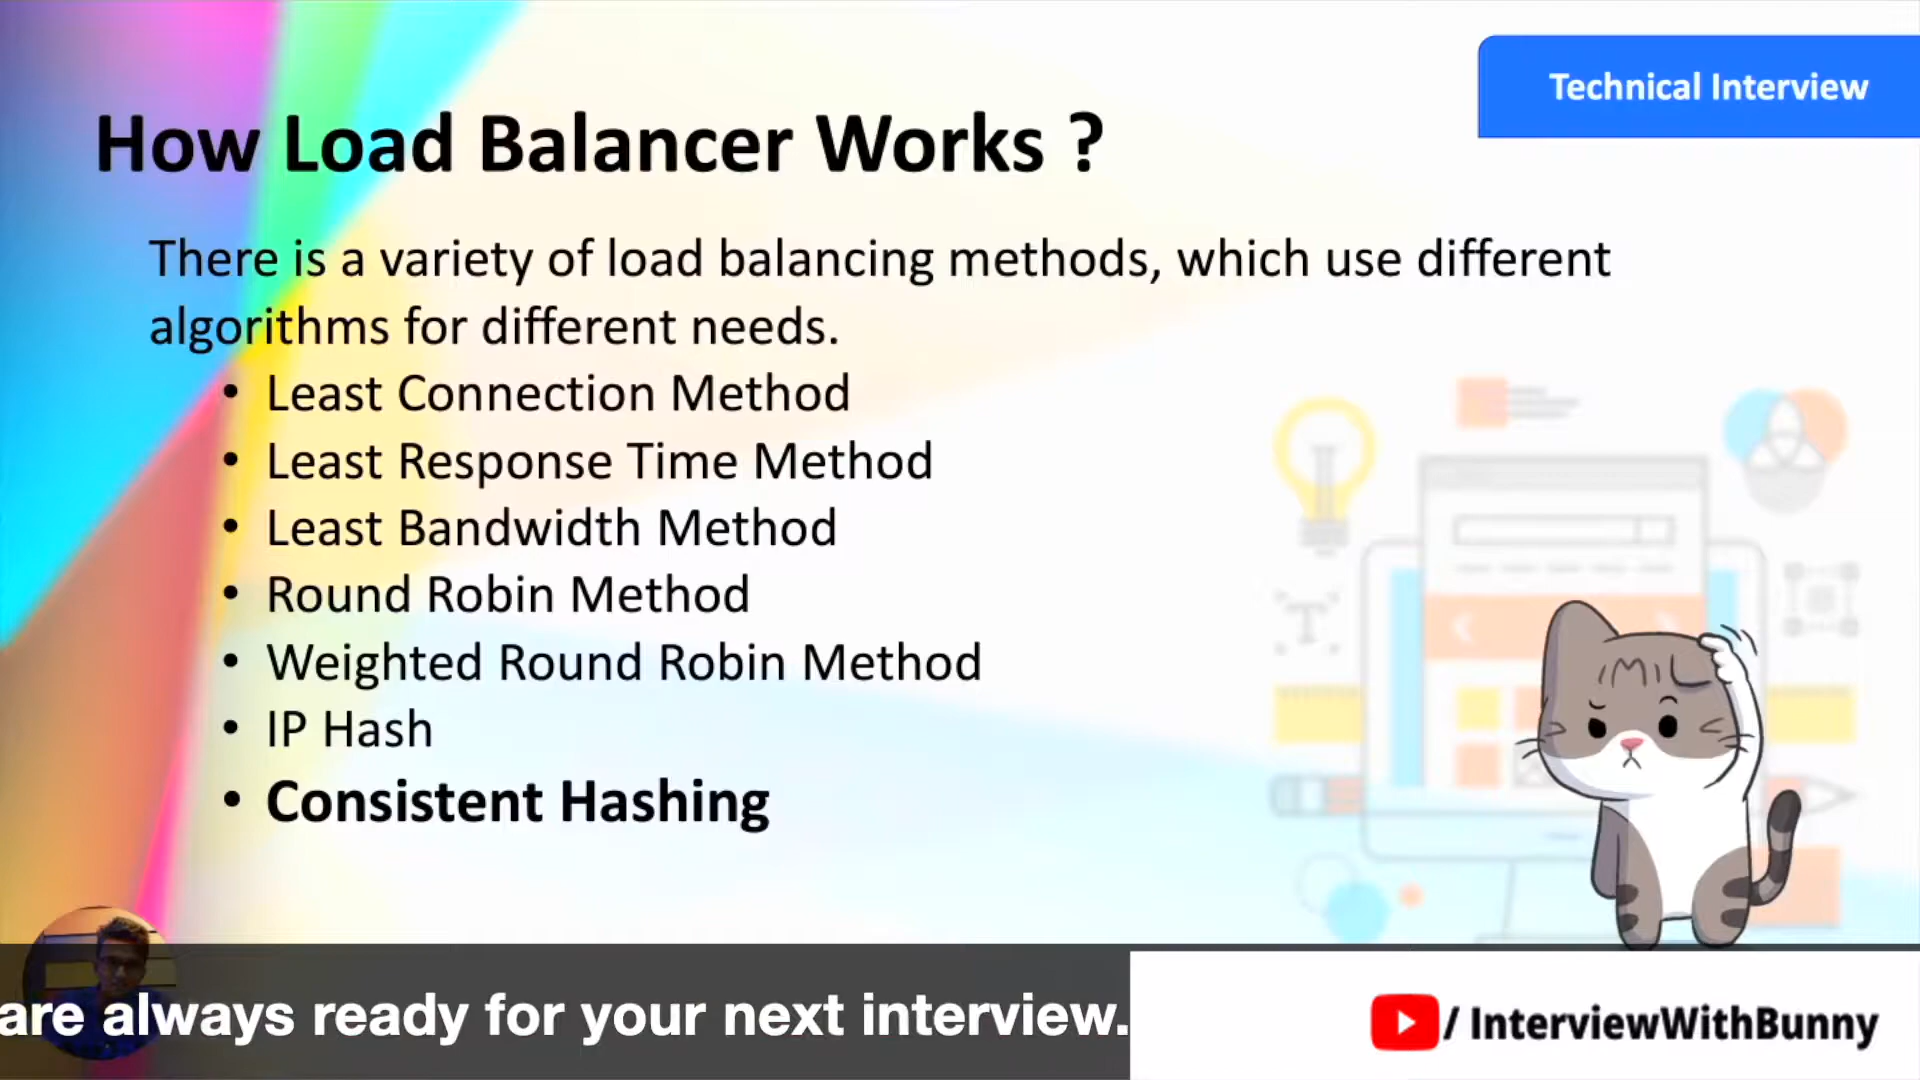 Technical Interview
How Load Balancer Works ?
There is a variety of load balancing methods, which use different
algorithms for different needs.
• Least Connection Method
• Least Response Time Method
• Least Bandwidth Method
• Round Robin Method
• Weighted Round Robin Method
• IP Hash
• Consistent Hashing
are always ready for your next interview.
/ InterviewWithBunny